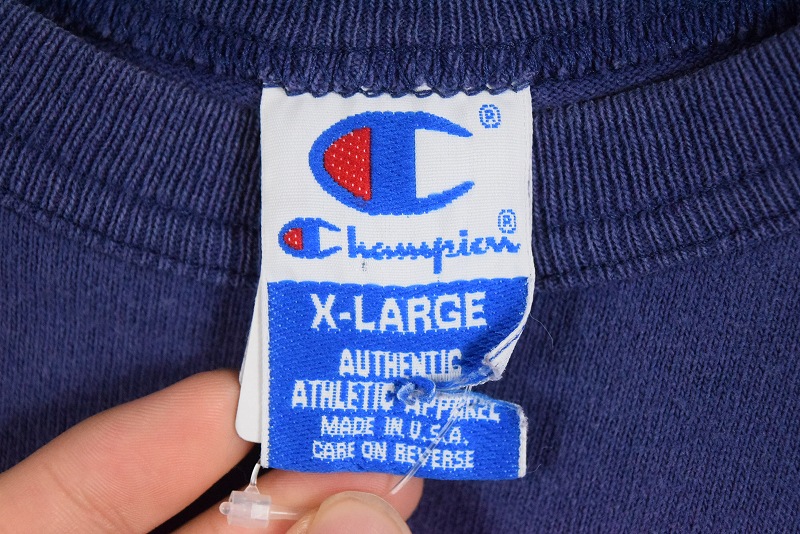 ®
Champion®
X-LARGE
AUTHENTIC
ATHLETIC APPAREL
MADE IN U.S.A.
CARE ON REVERSE